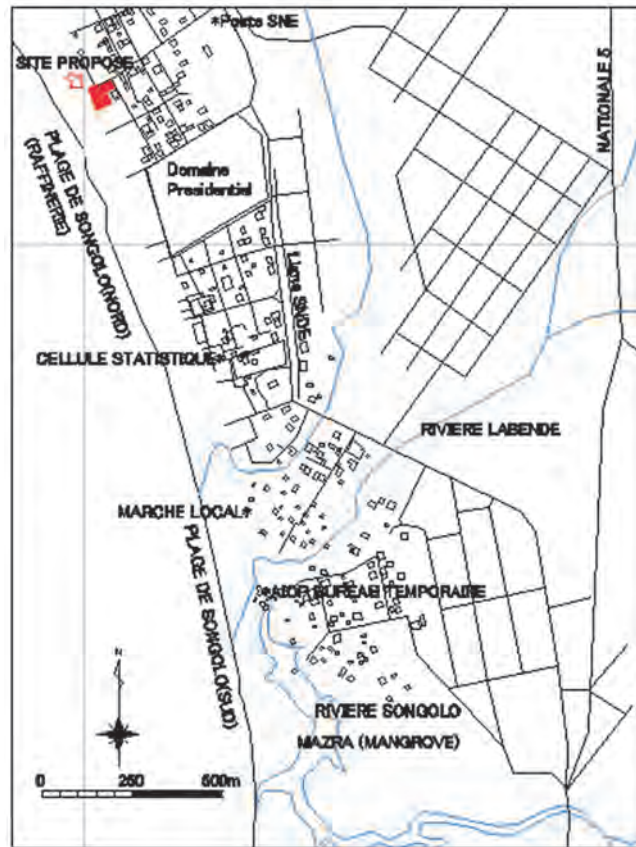 *Pointe SNE
SITE PROPOSE
NATIONALE 5
PLAGE DE SONGOLO(NORD)
(RAFFINERIE)
Domaine
Presidentiel
Ligne SNDE
CELLULE STATISTIQUE*
RIVIERE LABENDE
MARCHE LOCAL*
PLAGE DE SONGOLO(SUD)
BUREAU TEMPORAIRE
RIVIERE SONGOLO
MAZRA (MANGROVE)
N
0 250 500m